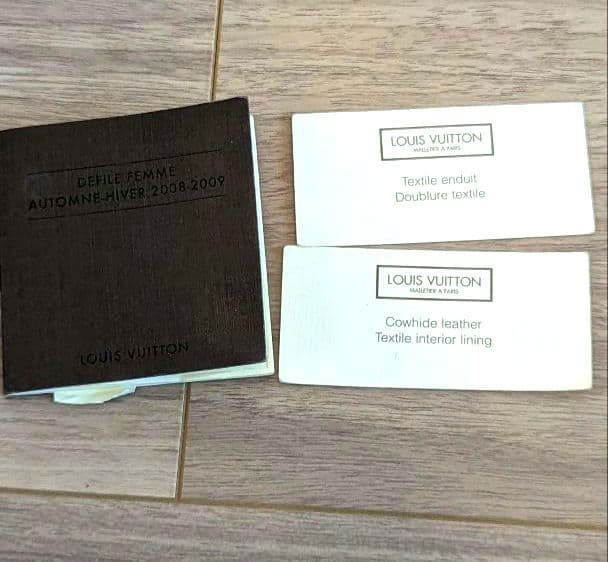 DEFILE FEMME
AUTOMNE-HIVER 2008-2009
LOUIS VUITTON
LOUIS VUITTON
MALLETIER A PARIS
Textile enduit
Doublure textile
LOUIS VUITTON
MALLETIER A PARIS
Cowhide leather
Textile interior lining